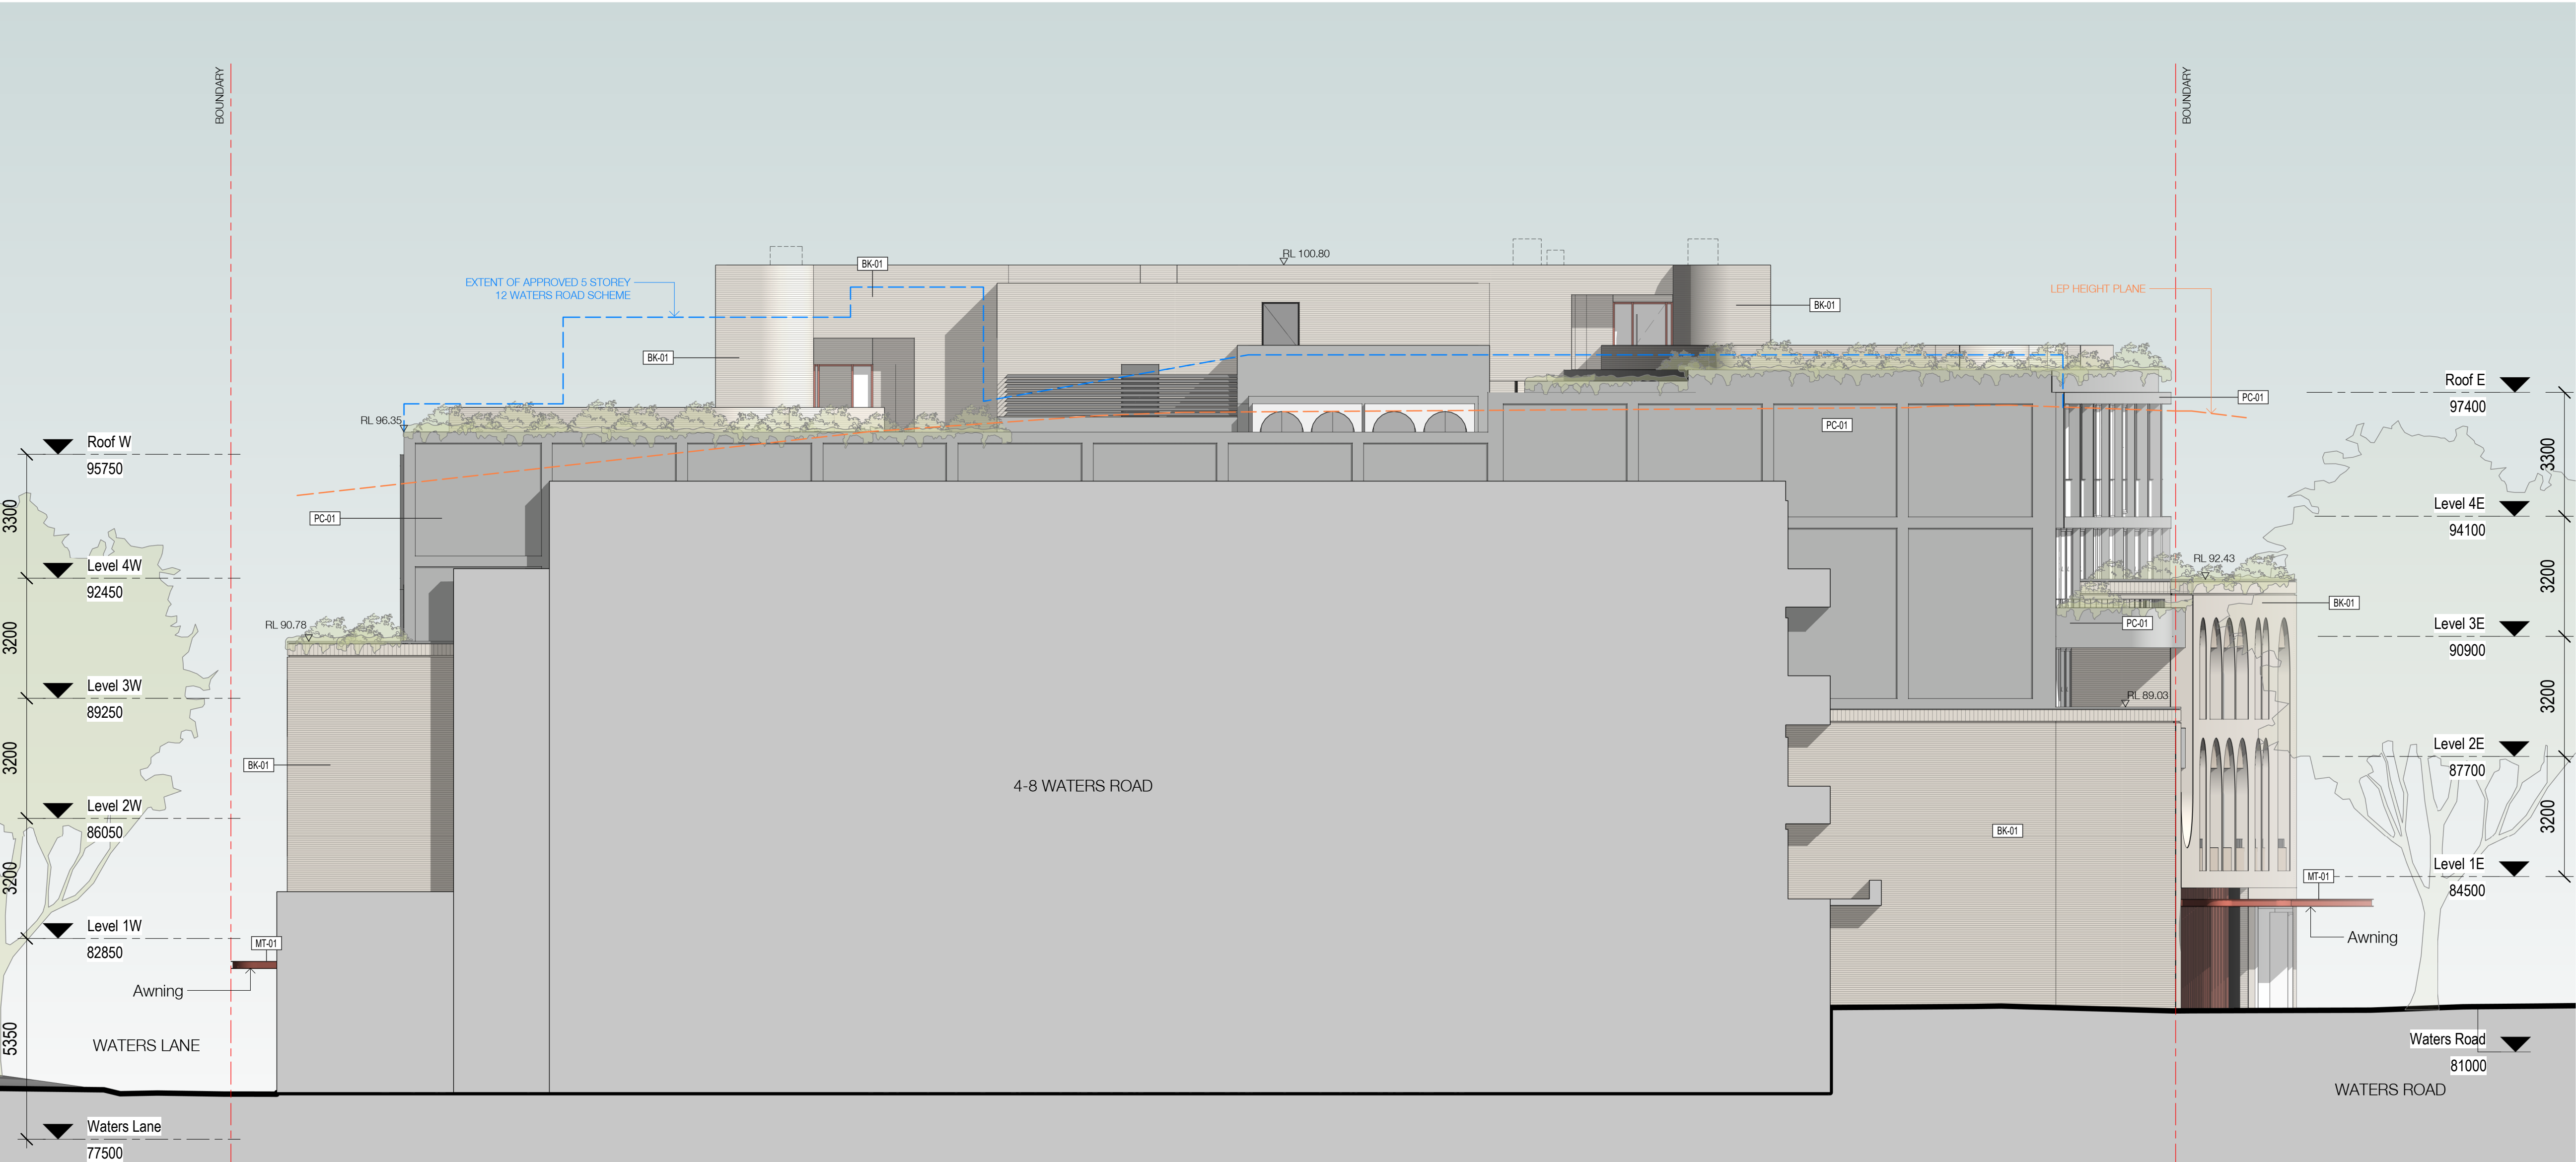 BOUNDARY
BOUNDARY
RL 100.80
BK-01
EXTENT OF APPROVED 5 STOREY
12 WATERS ROAD SCHEME
LEP HEIGHT PLANE
BK-01
BK-01
Roof E
97400
PC-01
RL 96.35
PC-01
Roof W
95750
3300
3300
Level 4E
94100
PC-01
RL 92.43
Level 4W
92450
3200
BK-01
RL 90.78
PC-01
Level 3E
90900
3200
Level 3W
89250
RL 89.03
3200
Level 2E
87700
3200
BK-01
4-8 WATERS ROAD
Level 2W
86050
3200
BK-01
Level 1E
84500
MT-01
3200
Level 1W
82850
MT-01
Awning
Awning
5350
WATERS LANE
Waters Road
81000
WATERS ROAD
Waters Lane
77500